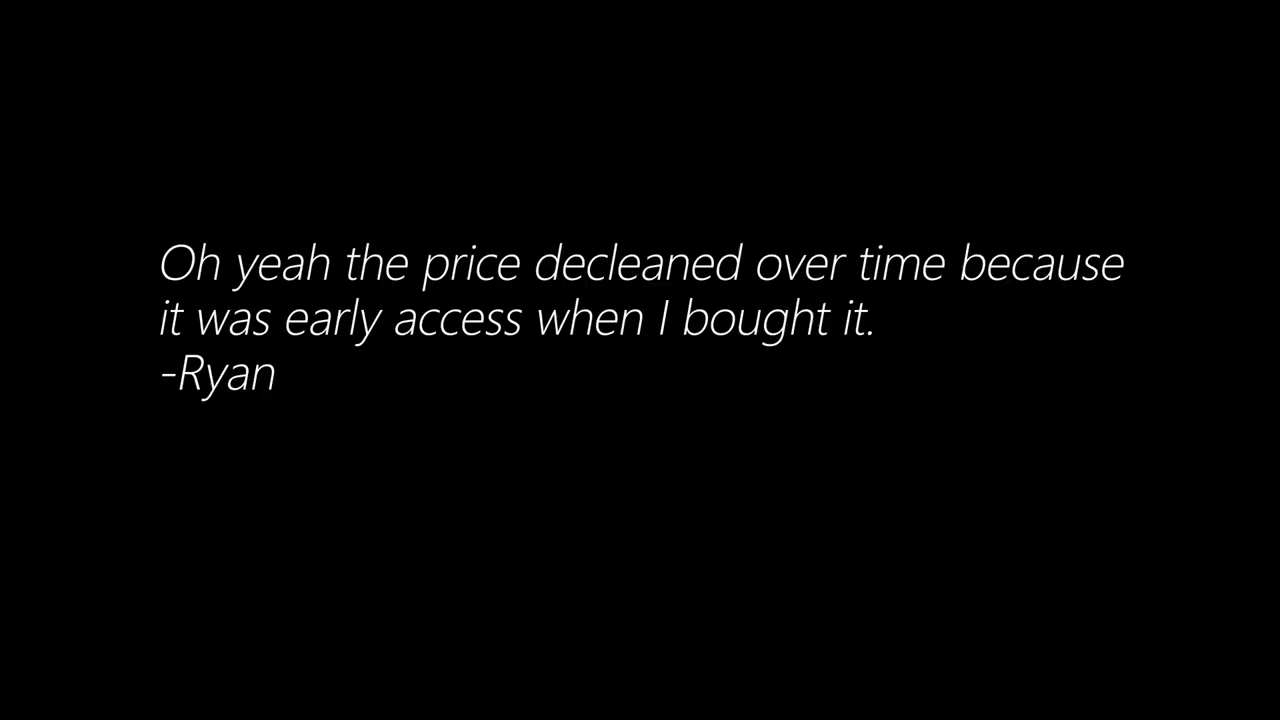 Oh yeah the price decleaned over time because
it was early access when I bought it.
-Ryan